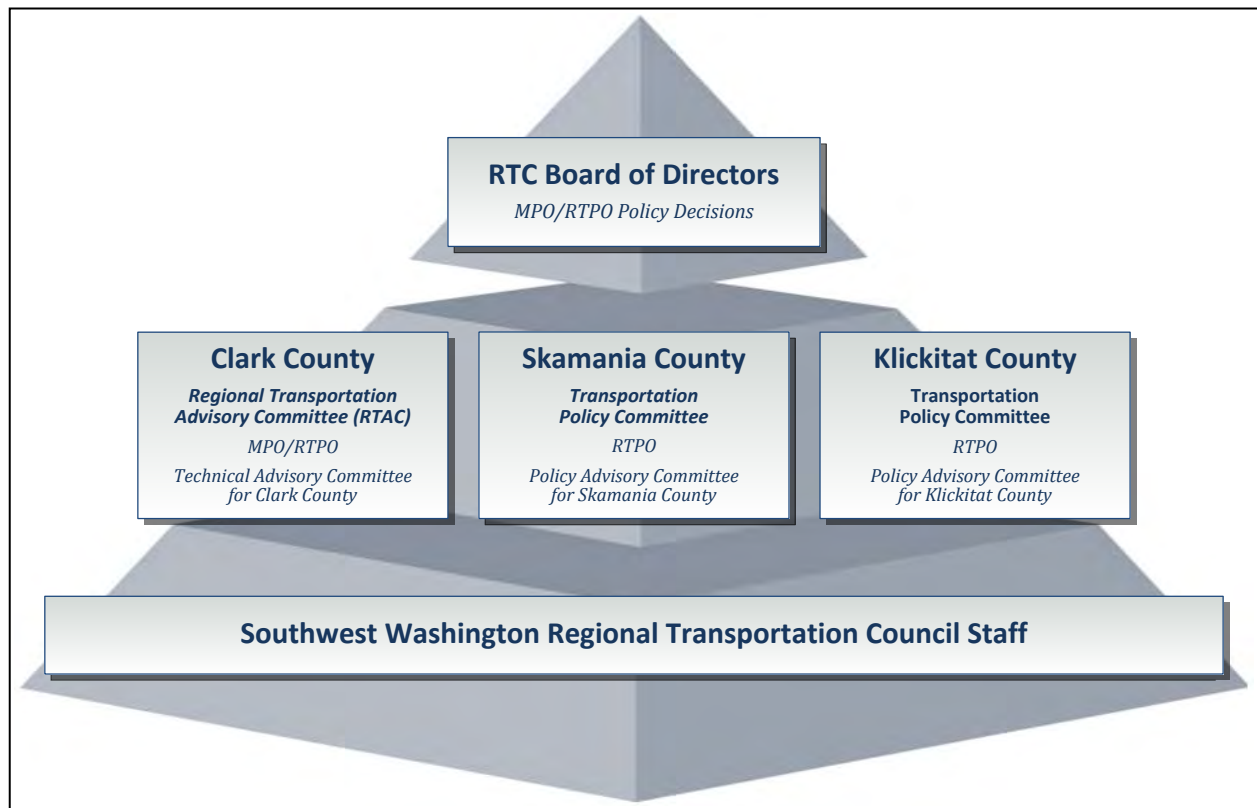 RTC Board of Directors
MPO/RTPO Policy Decisions
Clark County
Regional Transportation
Advisory Committee (RTAC)
MPO/RTPO
Technical Advisory Committee
for Clark County
Skamania County
Transportation
Policy Committee
RTPO
Policy Advisory Committee
for Skamania County
Klickitat County
Transportation
Policy Committee
RTPO
Policy Advisory Committee
for Klickitat County
Southwest Washington Regional Transportation Council Staff